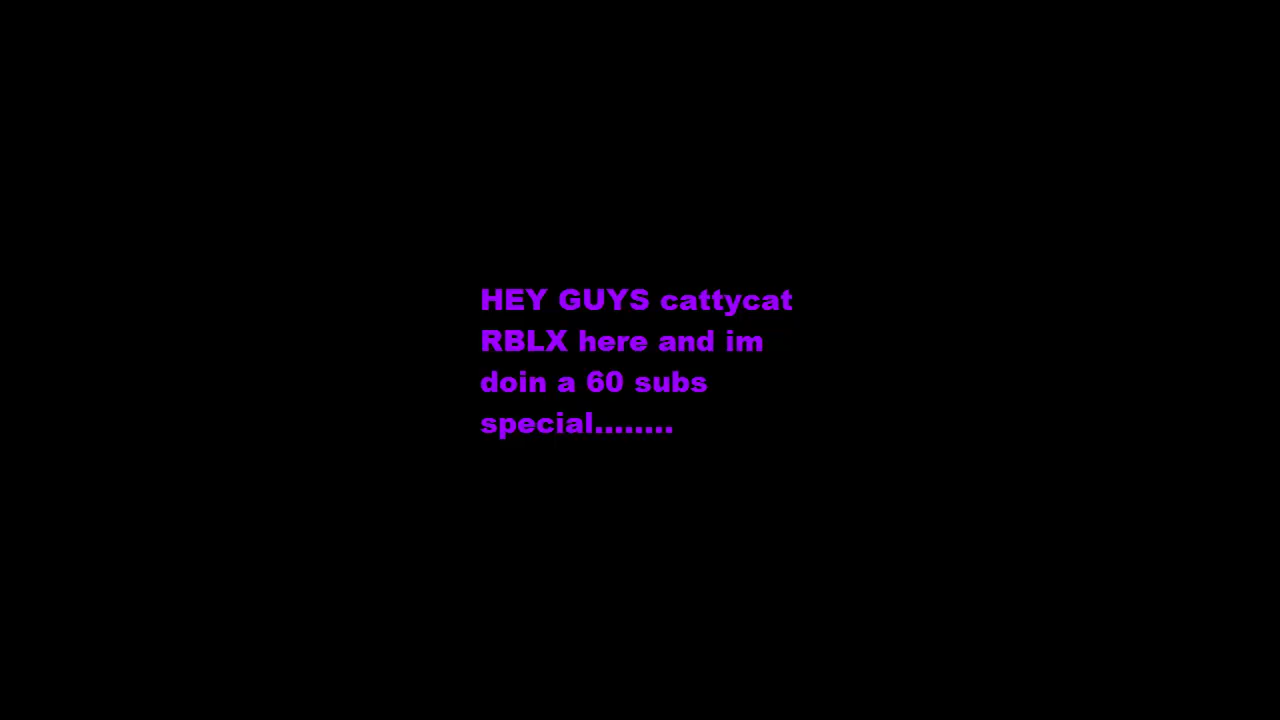 HEY GUYS cattycat
RBLX here and im
doin a 60 subs
special........